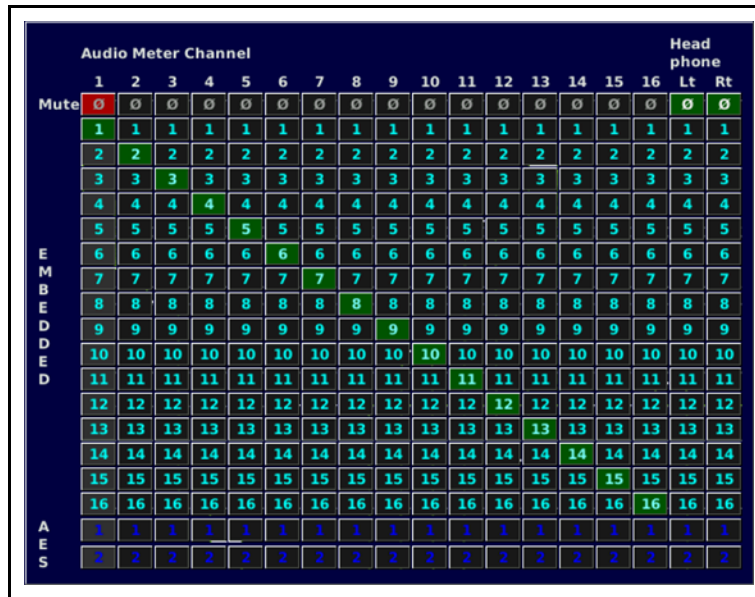 Audio Meter Channel Head
phone
1 2 3 4 5 6 7 8 9 10 11 12 13 14 15 16 Lt Rt
Mute Ø Ø Ø Ø Ø Ø Ø Ø Ø Ø Ø Ø Ø Ø Ø Ø Ø Ø
1 1 1 1 1 1 1 1 1 1 1 1 1 1 1 1 1 1
2 2 2 2 2 2 2 2 2 2 2 2 2 2 2 2 2 2
3 3 3 3 3 3 3 3 3 3 3 3 3 3 3 3 3 3
4 4 4 4 4 4 4 4 4 4 4 4 4 4 4 4 4 4
5 5 5 5 5 5 5 5 5 5 5 5 5 5 5 5 5 5
6 6 6 6 6 6 6 6 6 6 6 6 6 6 6 6 6 6
7 7 7 7 7 7 7 7 7 7 7 7 7 7 7 7 7 7
8 8 8 8 8 8 8 8 8 8 8 8 8 8 8 8 8 8
9 9 9 9 9 9 9 9 9 9 9 9 9 9 9 9 9 9
10 10 10 10 10 10 10 10 10 10 10 10 10 10 10 10 10 10
11 11 11 11 11 11 11 11 11 11 11 11 11 11 11 11 11 11
12 12 12 12 12 12 12 12 12 12 12 12 12 12 12 12 12 12
13 13 13 13 13 13 13 13 13 13 13 13 13 13 13 13 13 13
14 14 14 14 14 14 14 14 14 14 14 14 14 14 14 14 14 14
15 15 15 15 15 15 15 15 15 15 15 15 15 15 15 15 15 15
16 16 16 16 16 16 16 16 16 16 16 16 16 16 16 16 16 16
EMBEDDED
1 1 1 1 1 1 1 1 1 1 1 1 1 1 1 1 1 1
2 2 2 2 2 2 2 2 2 2 2 2 2 2 2 2 2 2
AES